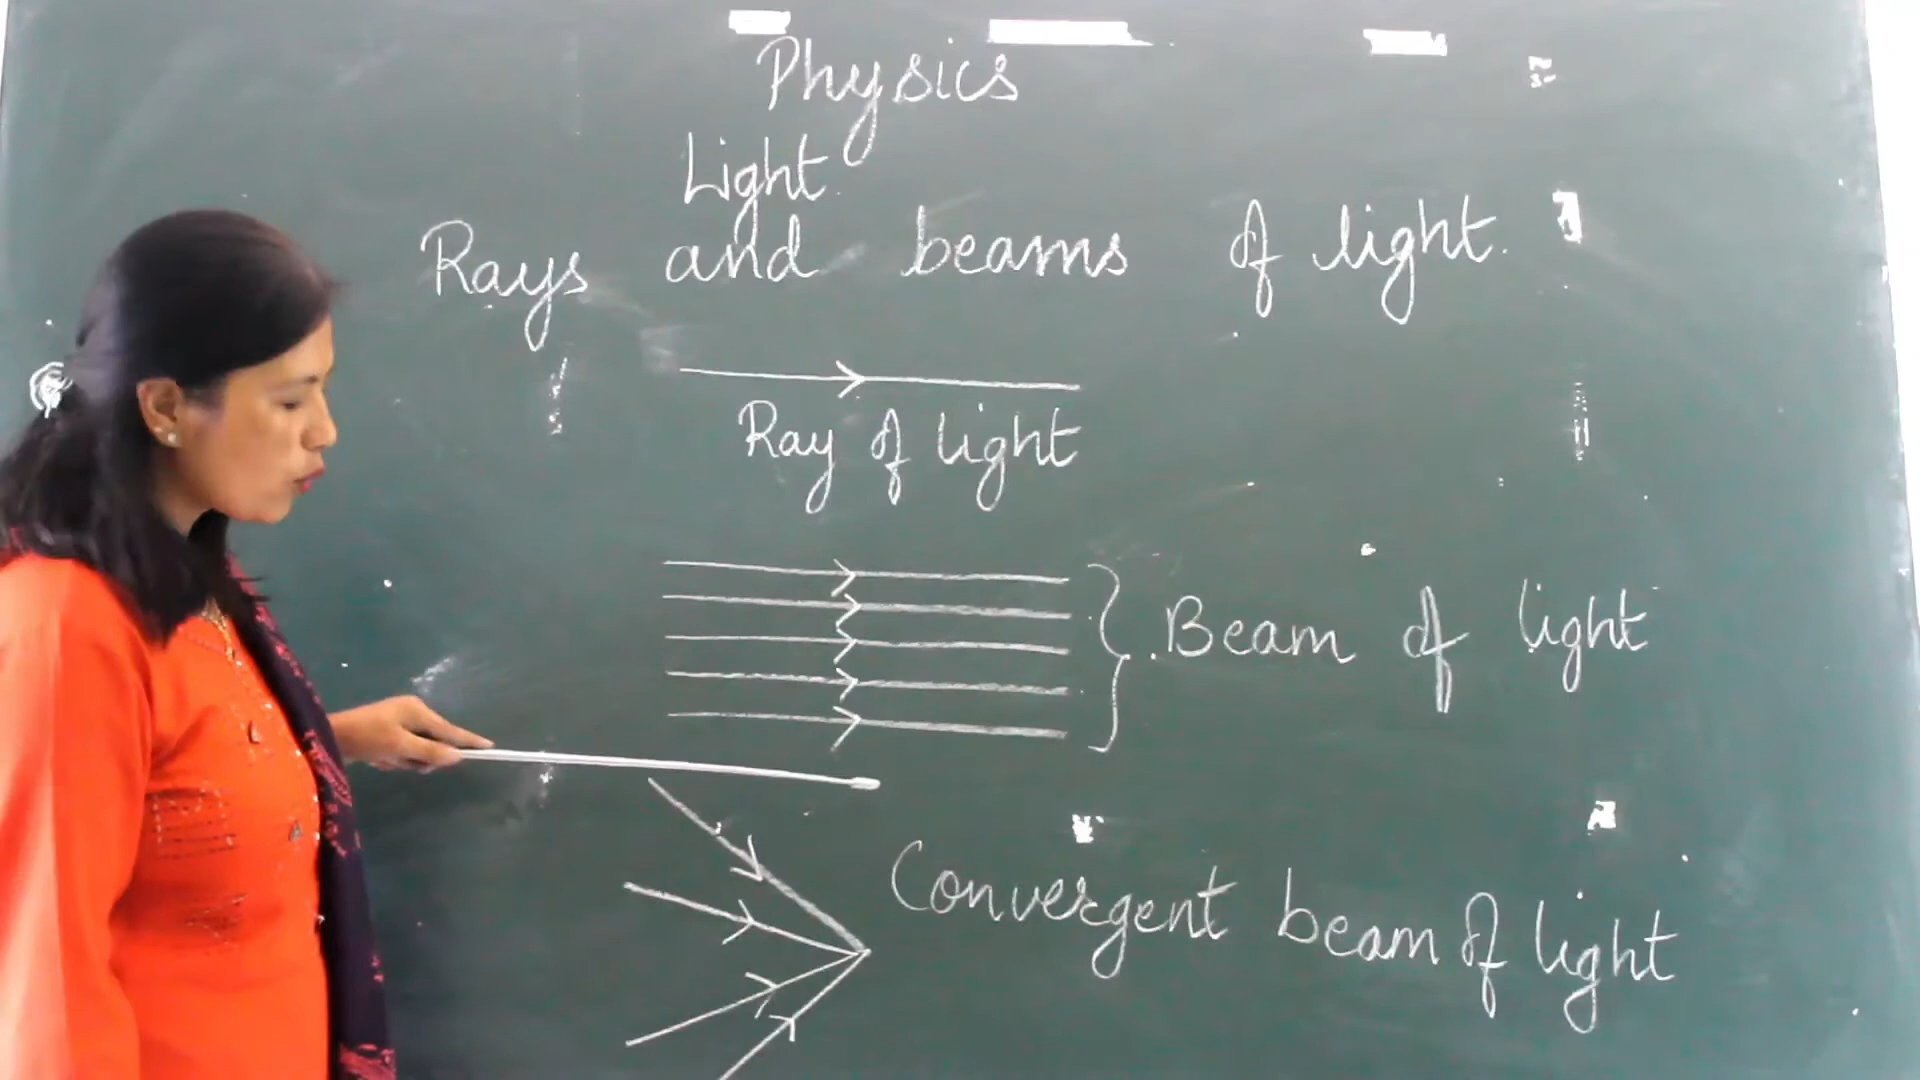 Physics
Light
Rays and beams of light.
Ray of light
Beam of light
Convergent beam of light